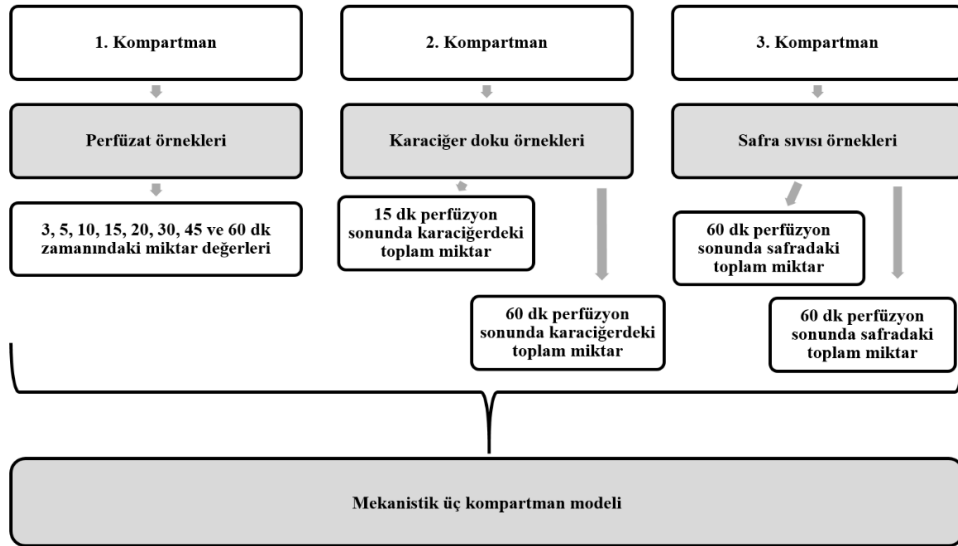 1. Kompartman
2. Kompartman
3. Kompartman
Perfüzat örnekleri
Karaciğer doku örnekleri
Safra sıvısı örnekleri
3, 5, 10, 15, 20, 30, 45 ve 60 dk
zamanındaki miktar değerleri
15 dk perfüzyon
sonunda karaciğerdeki
toplam miktar
60 dk perfüzyon
sonunda karaciğerdeki
toplam miktar
60 dk perfüzyon
sonunda safradaki
toplam miktar
60 dk perfüzyon
sonunda safradaki
toplam miktar
Mekanistik üç kompartman modeli